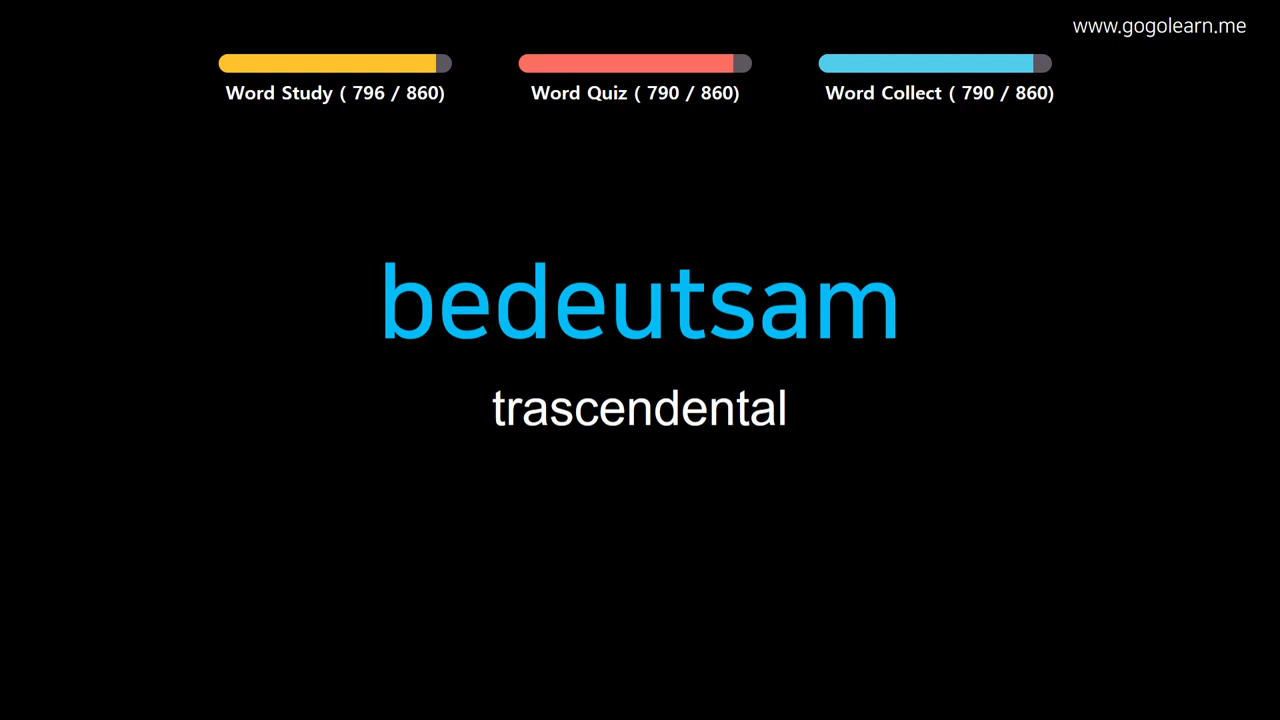 www.gogolearn.me
Word Study ( 796 / 860)
Word Quiz ( 790 / 860)
Word Collect ( 790 / 860)
bedeutsam
trascendental